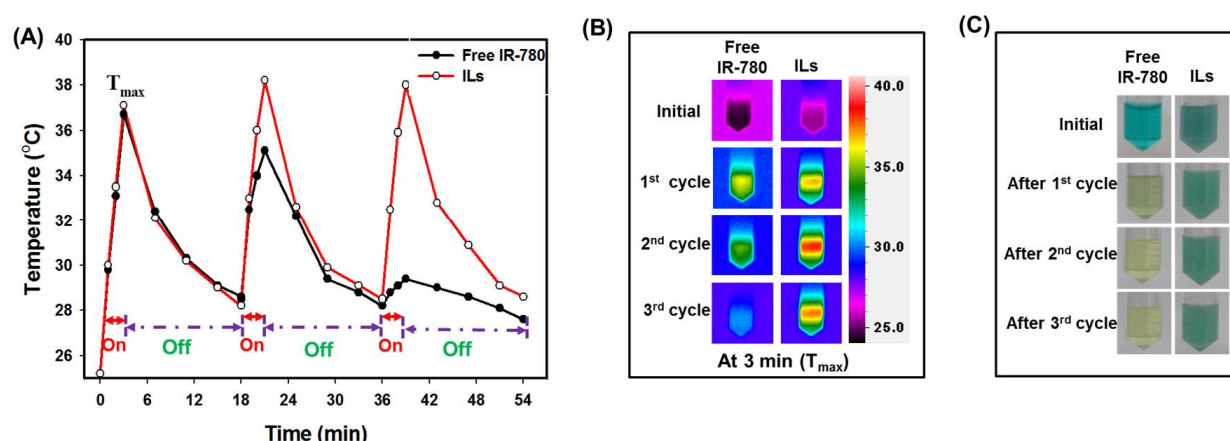 (A)
40
38
36
34
32
30
28
26
Temperature (°C)
Free IR-780
ILs
Tmax
On
Off
On
Off
On
Off
0 6 12 18 24 30 36 42 48 54
Time (min)
(B)
Free
IR-780
ILs
Initial
1st cycle
2nd cycle
3rd cycle
40.0
35.0
30.0
25.0
At 3 min (Tmax)
(C)
Free
IR-780
ILs
Initial
After 1st cycle
After 2nd cycle
After 3rd cycle